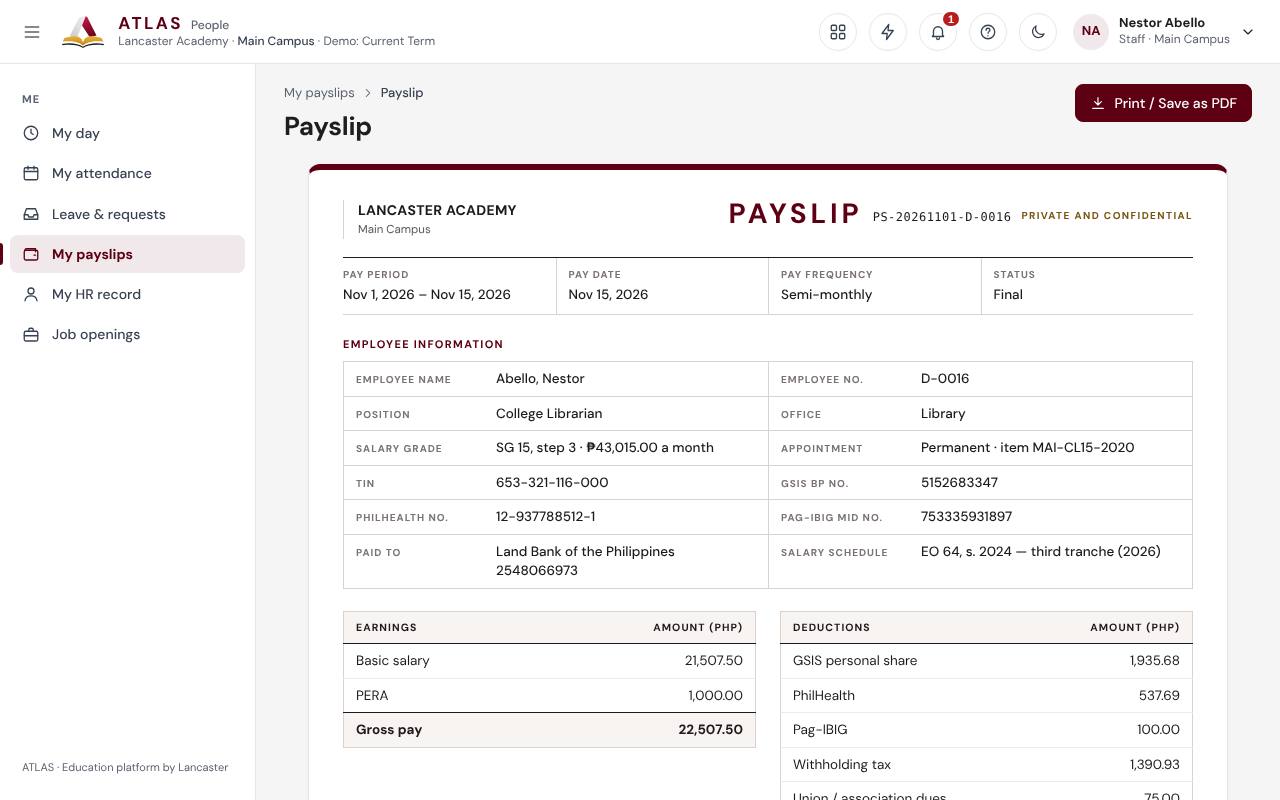 ATLAS People
Lancaster Academy · Main Campus · Demo: Current Term
1
NA
Nestor Abello
Staff · Main Campus
ME
My day
My attendance
Leave & requests
My payslips
My HR record
Job openings
ATLAS · Education platform by Lancaster
My payslips > Payslip
Payslip
Print / Save as PDF
LANCASTER ACADEMY
Main Campus
PAYSLIP PS-20261101-D-0016 PRIVATE AND CONFIDENTIAL
PAY PERIOD
Nov 1, 2026 – Nov 15, 2026
PAY DATE
Nov 15, 2026
PAY FREQUENCY
Semi-monthly
STATUS
Final
EMPLOYEE INFORMATION
EMPLOYEE NAME Abello, Nestor
EMPLOYEE NO. D-0016
POSITION College Librarian
OFFICE Library
SALARY GRADE SG 15, step 3 · ₱43,015.00 a month
APPOINTMENT Permanent · item MAI-CL15-2020
TIN 653-321-116-000
GSIS BP NO. 5152683347
PHILHEALTH NO. 12-937788512-1
PAG-IBIG MID NO. 753335931897
PAID TO Land Bank of the Philippines
2548066973
SALARY SCHEDULE EO 64, s. 2024 — third tranche (2026)
EARNINGS AMOUNT (PHP)
Basic salary 21,507.50
PERA 1,000.00
Gross pay 22,507.50
DEDUCTIONS AMOUNT (PHP)
GSIS personal share 1,935.68
PhilHealth 537.69
Pag-IBIG 100.00
Withholding tax 1,390.93
Union / association dues 75.00